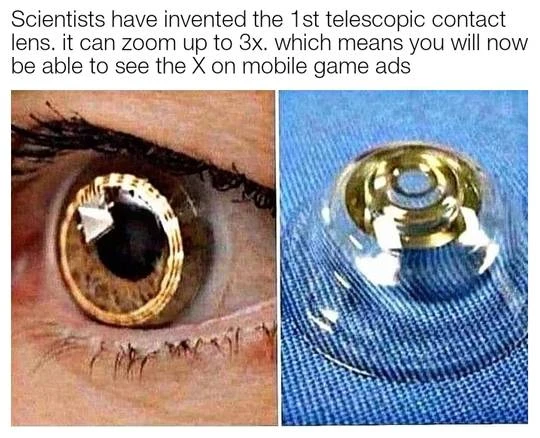 Scientists have invented the 1st telescopic contact
lens. it can zoom up to 3x. which means you will now
be able to see the X on mobile game ads